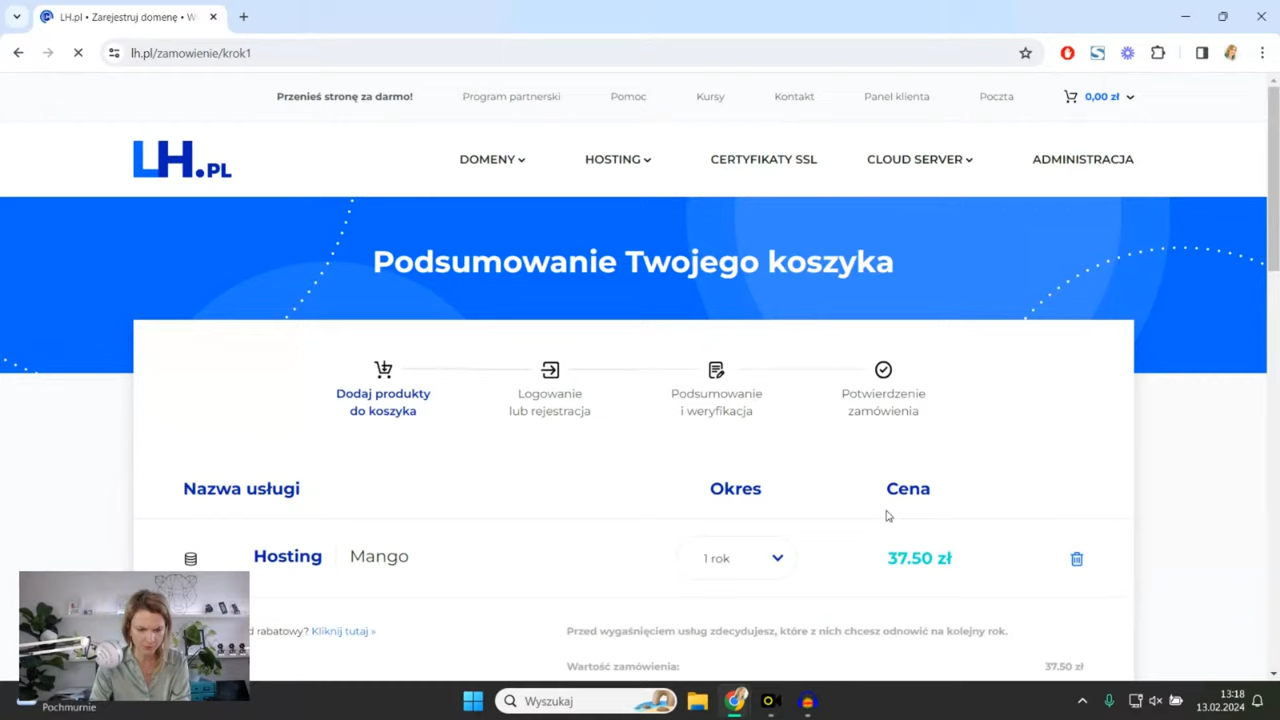 LH.pl • Zarejestruj domenę • W
lh.pl/zamowienie/krok1
Przenieś stronę za darmo!
Program partnerski
Pomoc
Kursy
Kontakt
Panel klienta
Poczta
0,00 zł
LH.PL
DOMENY
HOSTING
CERTYFIKATY SSL
CLOUD SERVER
ADMINISTRACJA
Podsumowanie Twojego koszyka
Dodaj produkty
do koszyka
Logowanie
lub rejestracja
Podsumowanie
i weryfikacja
Potwierdzenie
zamówienia
Nazwa usługi
Okres
Cena
Hosting
Mango
1 rok
37.50 zł
d rabatowy? Kliknij tutaj »
Przed wygaśnięciem usług zdecydujesz, które z nich chcesz odnowić na kolejny rok.
Wartość zamówienia:
37.50 zł
Pochmurnie
Wyszukaj
13:18
13.02.2024